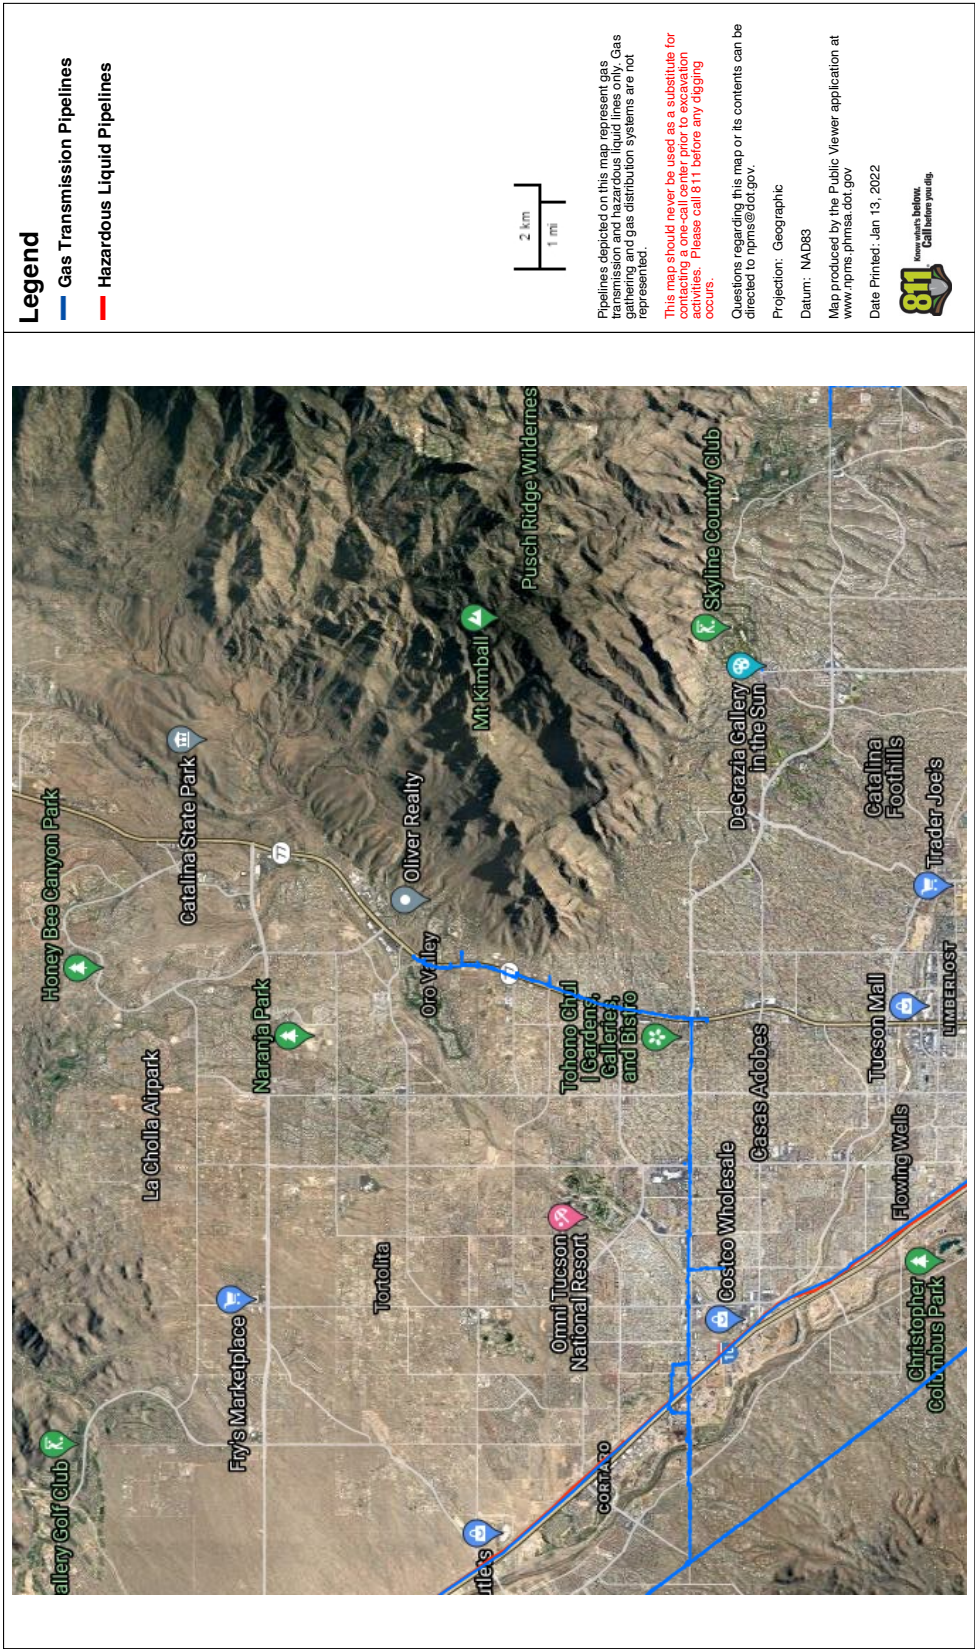 Legend
Gas Transmission Pipelines
Hazardous Liquid Pipelines
2 km
1 mi
Pipelines depicted on this map represent gas
transmission and hazardous liquid lines only. Gas
gathering and gas distribution systems are not
represented.
This map should never be used as a substitute for
contacting a one-call center prior to excavation
activities. Please call 811 before any digging
occurs.
Questions regarding this map or its contents can be
directed to npms@dot.gov.
Projection: Geographic
Datum: NAD83
Map produced by the Public Viewer application at
www.npms.phmsa.dot.gov
Date Printed: Jan 13, 2022
811
Know what's below.
Call before you dig.
allery Golf Club
Honey Bee Canyon Park
La Cholla Airpark
Catalina State Park
Fry's Marketplace
Naranja Park
77
Tortolita
Oliver Realty
Oro Valley
Mt Kimball
Pusch Ridge Wildernes
utlets
Omni Tucson
National Resort
Tohono Chul
| Gardens,
Galleries,
and Bistro
CORTARO
Skyline Country Club
Costco Wholesale
Casas Adobes
DeGrazia Gallery
in the Sun
Catalina
Foothills
Tucson Mall
Flowing Wells
Christopher
Columbus Park
Trader Joe's
LIMBERLOST